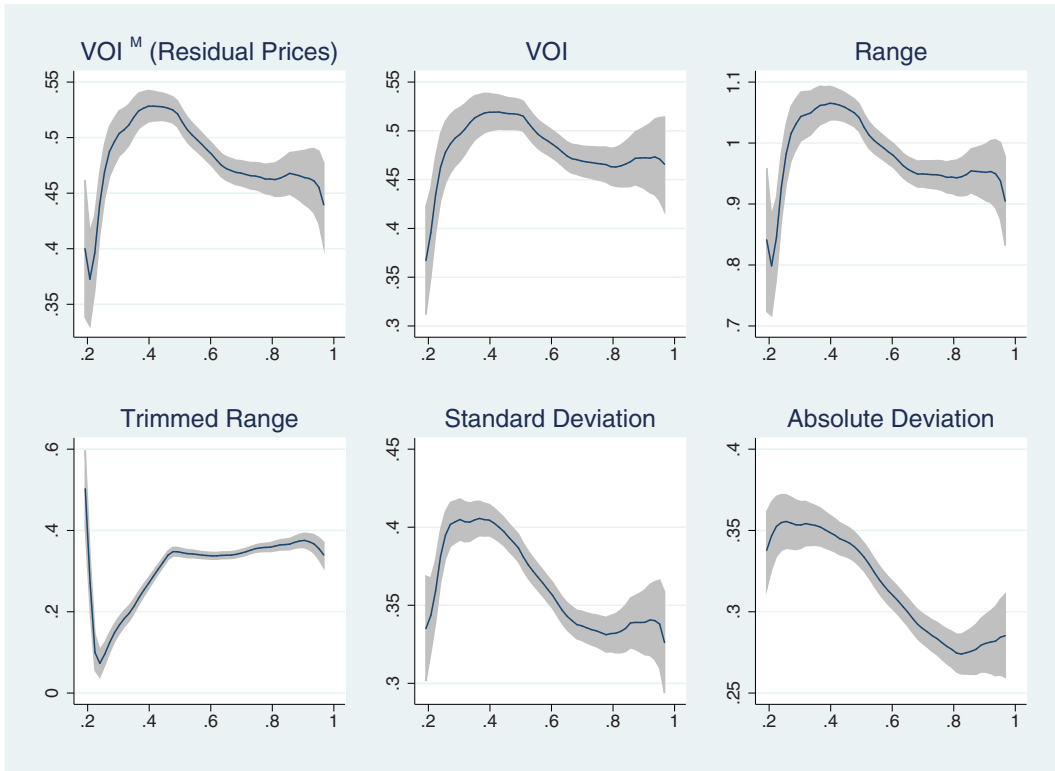 VOI M (Residual Prices)
.55
.5
.45
.4
.35
.2 .4 .6 .8 1
VOI
.55
.5
.45
.4
.35
.3
.2 .4 .6 .8 1
Range
1.1
1
.9
.8
.7
.2 .4 .6 .8 1
Trimmed Range
.6
.4
.2
0
.2 .4 .6 .8 1
Standard Deviation
.45
.4
.35
.3
.2 .4 .6 .8 1
Absolute Deviation
.4
.35
.3
.25
.2 .4 .6 .8 1